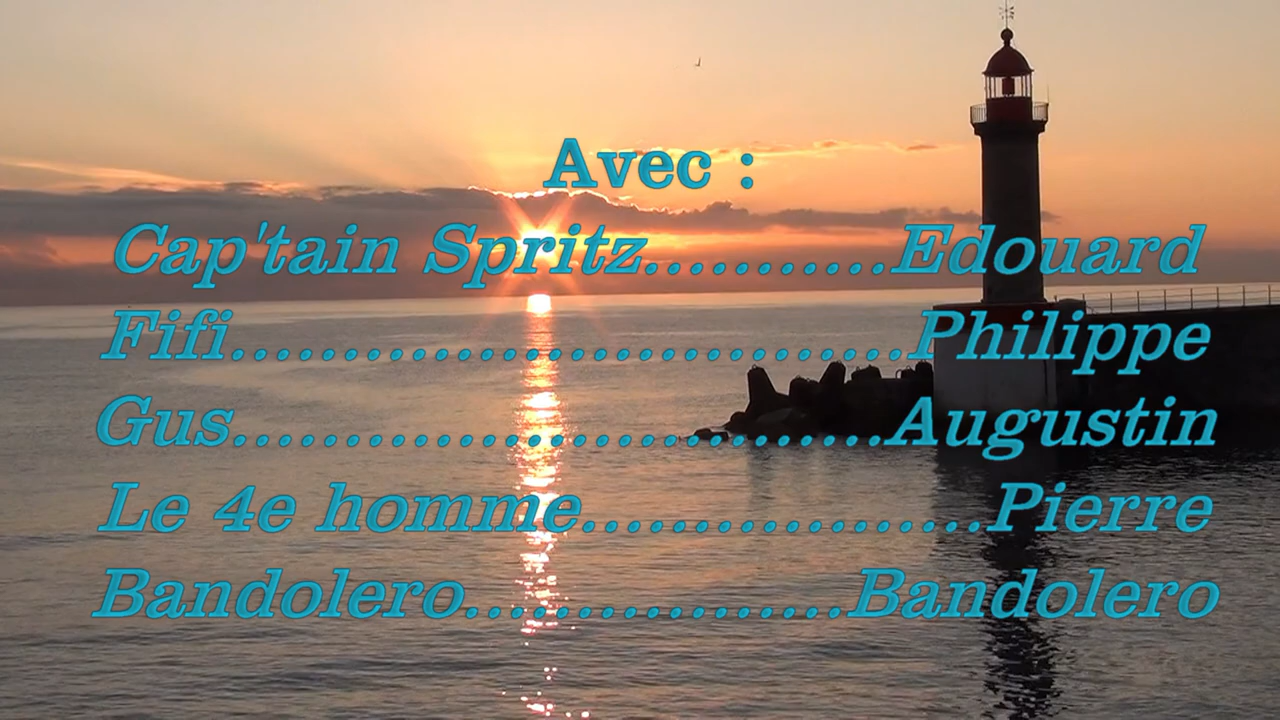 Avec :
Cap'tain Spritz...........Edouard
Fifi..............................Philippe
Gus.............................Augustin
Le 4e homme..................Pierre
Bandolero.................Bandolero